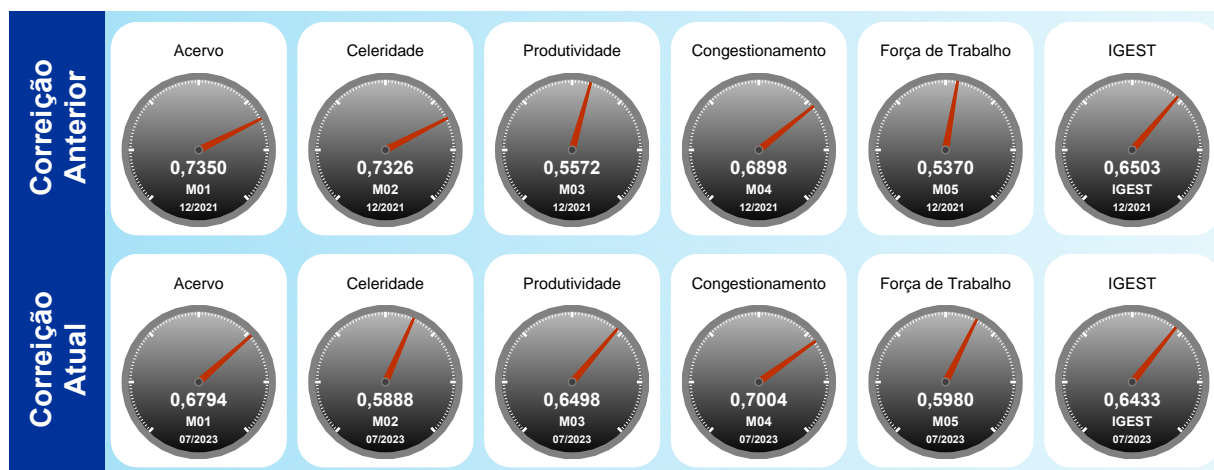 Correição
Anterior
Acervo
0,7350
M01
12/2021
Celeridade
0,7326
M02
12/2021
Produtividade
0,5572
M03
12/2021
Congestionamento
0,6898
M04
12/2021
Força de Trabalho
0,5370
M05
12/2021
IGEST
0,6503
IGEST
12/2021
Correição
Atual
Acervo
0,6794
M01
07/2023
Celeridade
0,5888
M02
07/2023
Produtividade
0,6498
M03
07/2023
Congestionamento
0,7004
M04
07/2023
Força de Trabalho
0,5980
M05
07/2023
IGEST
0,6433
IGEST
07/2023